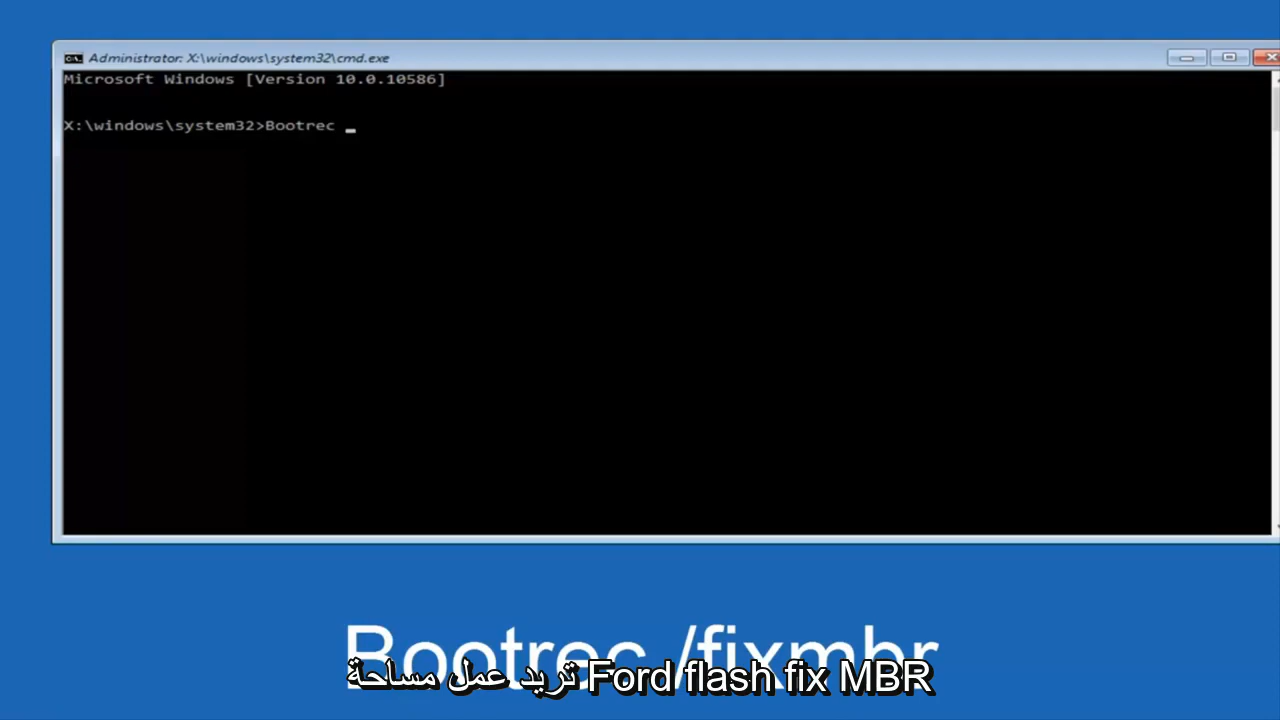 Administrator: X:\windows\system32\cmd.exe
Microsoft Windows [Version 10.0.10586]
X:\windows\system32>Bootrec _
Bootrec /fixmbr
تريد عمل مساحة Ford flash fix MBR